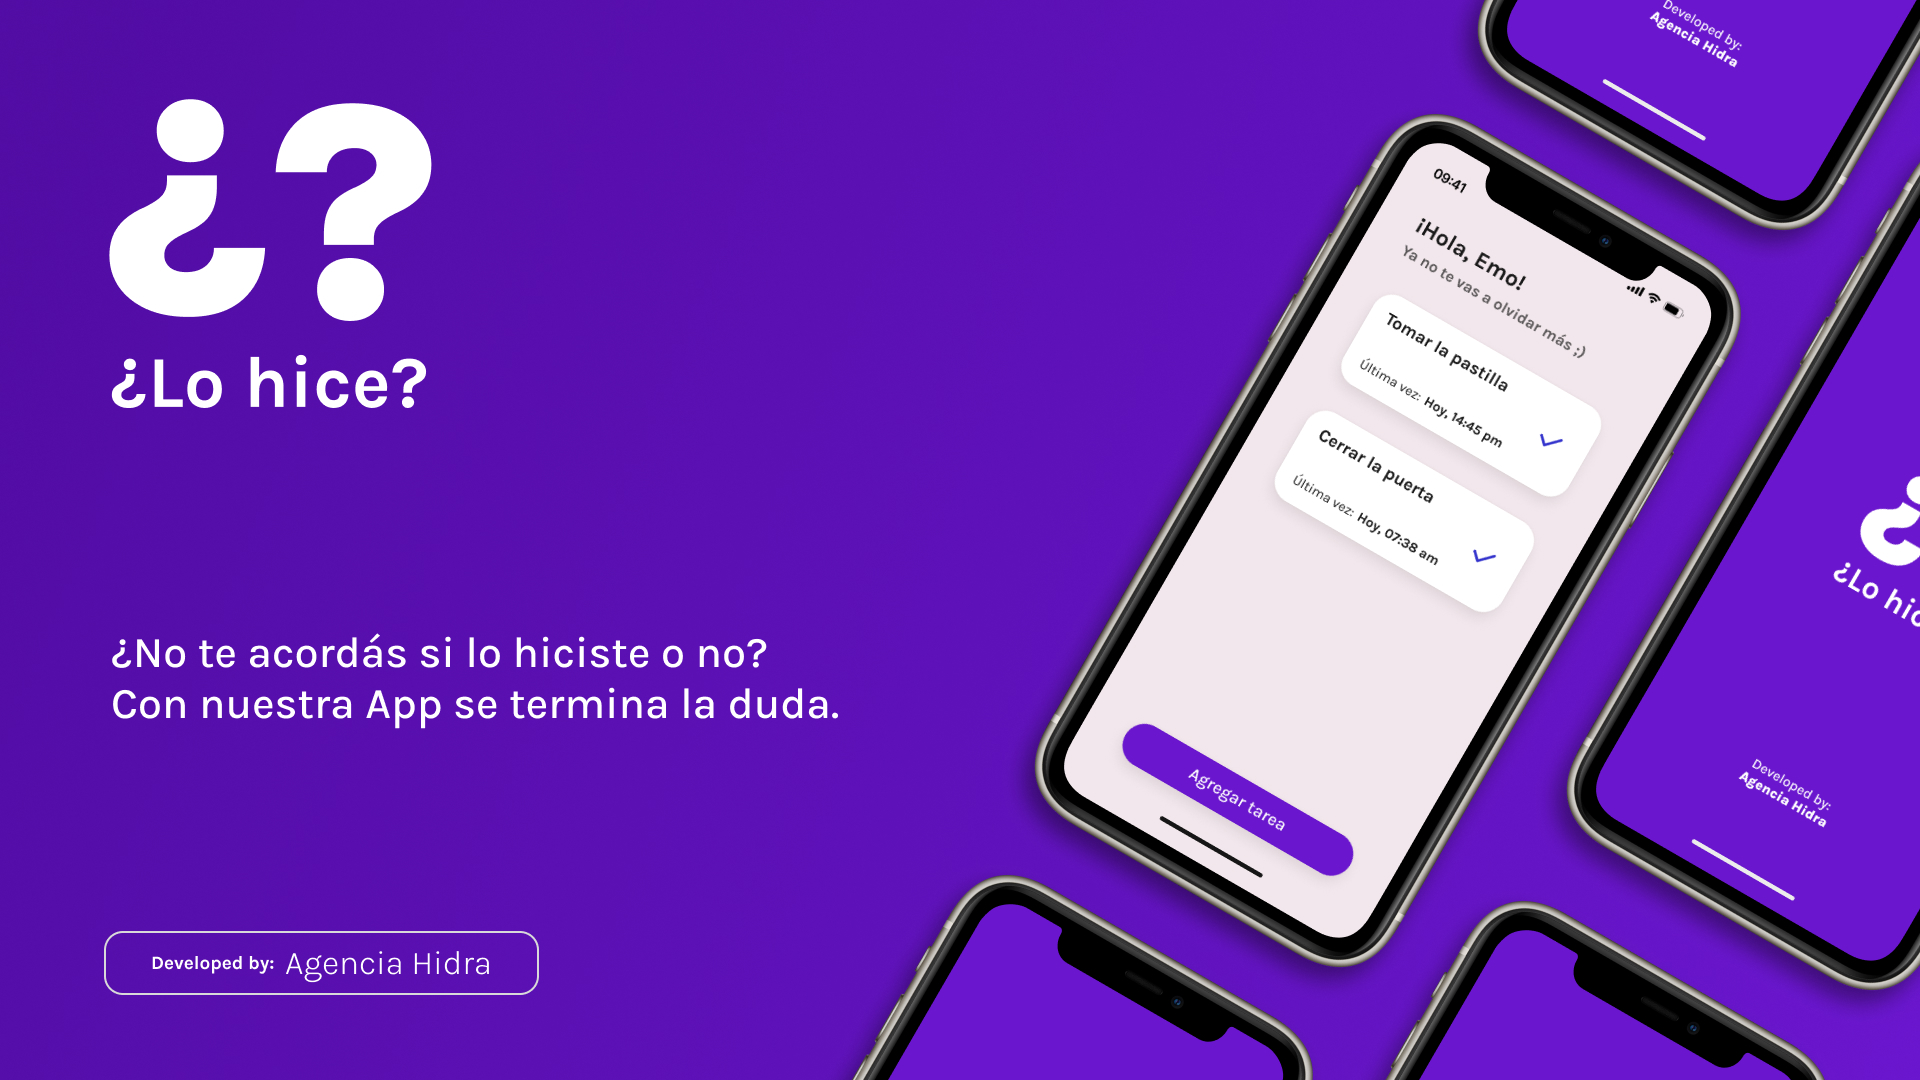 ¿?
¿Lo hice?
¿No te acordás si lo hiciste o no?
Con nuestra App se termina la duda.
Developed by: Agencia Hidra
Developed by:
Agencia Hidra
09:41
¡Hola, Emo!
Ya no te vas a olvidar más ;)
Tomar la pastilla
Última vez: Hoy, 14:45 pm
Cerrar la puerta
Última vez: Hoy, 07:38 am
Agregar tarea
¿
¿Lo hic
Developed by:
Agencia Hidra